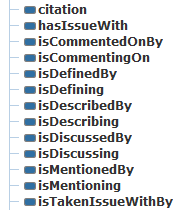 citation
hasIssueWith
isCommentedOnBy
isCommentingOn
isDefinedBy
isDefining
isDescribedBy
isDescribing
isDiscussedBy
isDiscussing
isMentionedBy
isMentioning
isTakenIssueWithBy